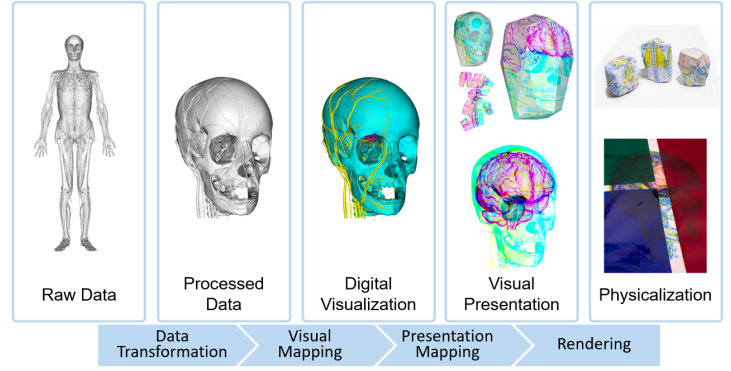 Raw Data
Processed
Data
Digital
Visualization
Visual
Presentation
Physicalization
Data
Transformation
Visual
Mapping
Presentation
Mapping
Rendering